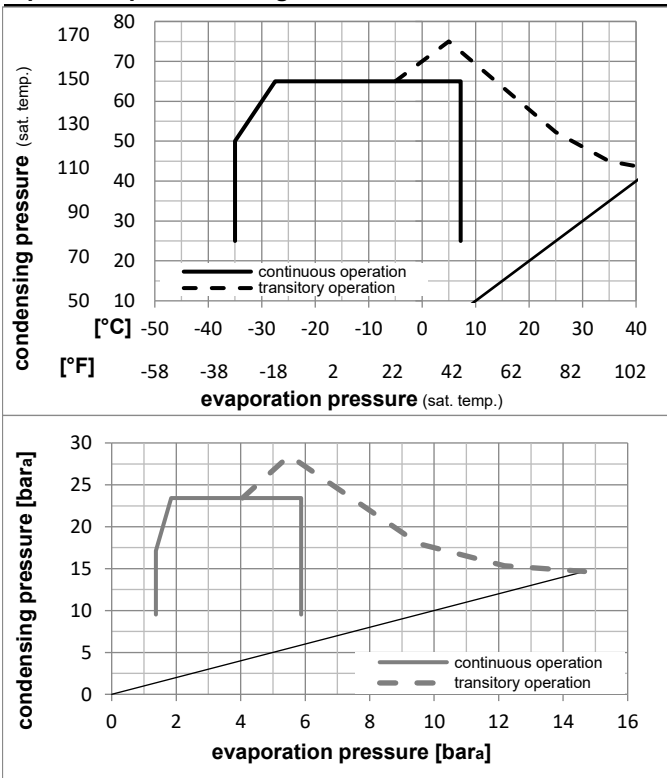 condensing pressure (sat. temp.)
170 80
150 70
130 60
110 50
90 40
70 30
50 20
10
continuous operation
transitory operation
[°C] -50 -40 -30 -20 -10 0 10 20 30 40
[°F] -58 -38 -18 2 22 42 62 82 102
evaporation pressure (sat. temp.)
condensing pressure [bara]
30
25
20
15
10
5
0
continuous operation
transitory operation
0 2 4 6 8 10 12 14 16
evaporation pressure [bara]